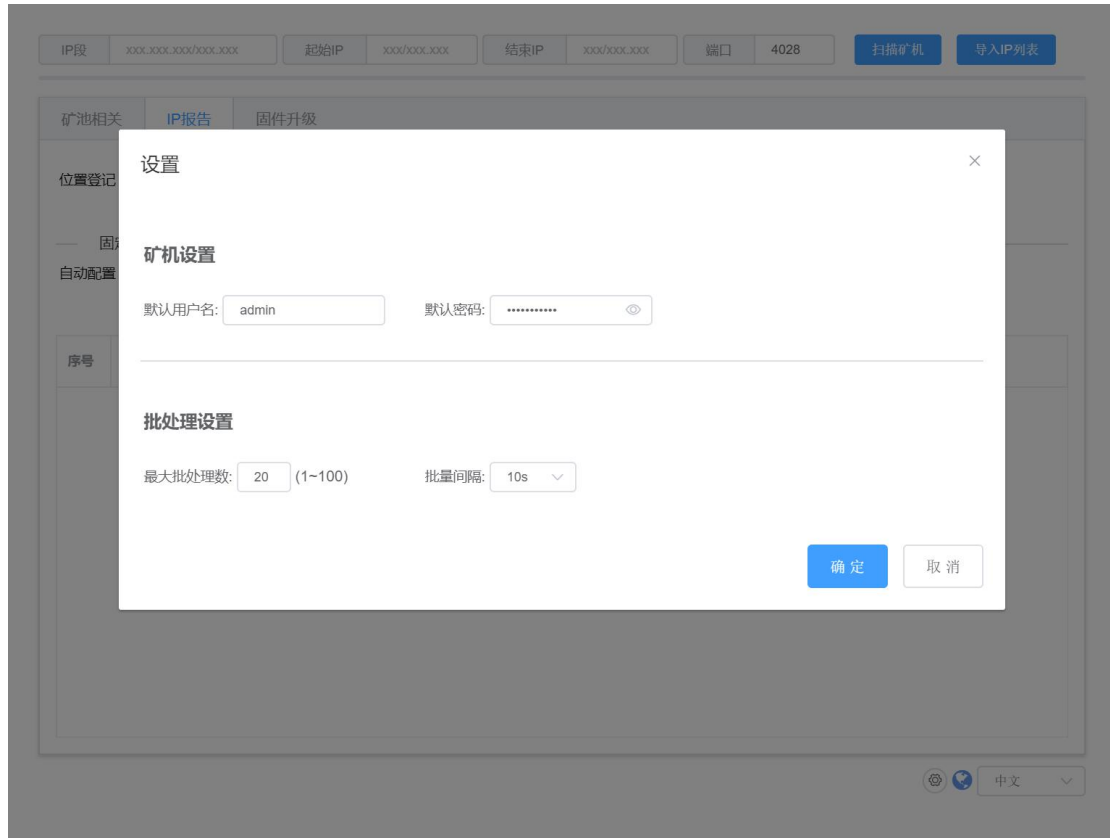 IP段 xxx.xxx.xxx/xxx.xxx 起始IP xxx/xxx.xxx 结束IP xxx/xxx.xxx 端口 4028 扫描矿机 导入IP列表
矿池相关 IP报告 固件升级
设置
位置登记
矿机设置
自动配置
默认用户名: admin 默认密码: •••••••••••
序号
批处理设置
最大批处理数: 20 (1~100) 批量间隔: 10s
确定 取消
中文